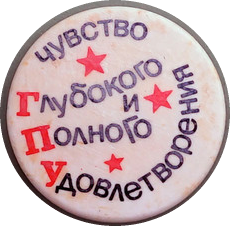 чувство
Глубокого
и
Полного
Удовлетворения